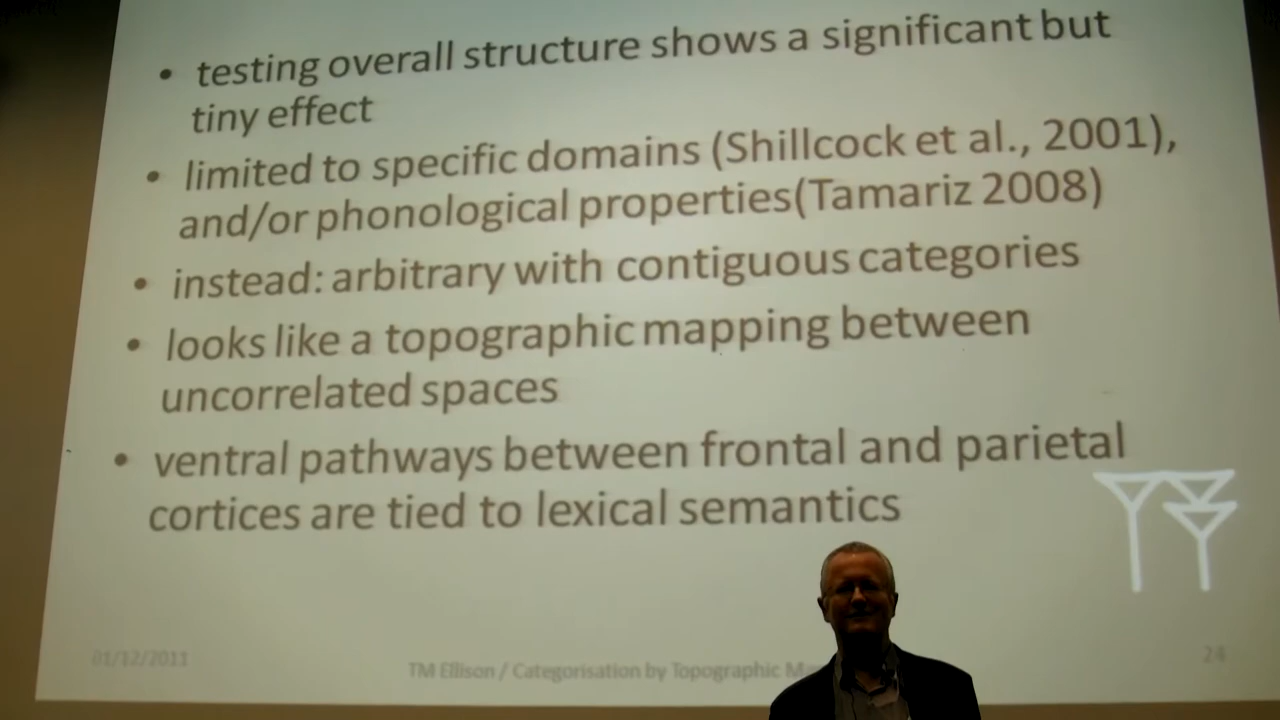 • testing overall structure shows a significant but
tiny effect
• limited to specific domains (Shillcock et al., 2001),
and/or phonological properties(Tamariz 2008)
• instead: arbitrary with contiguous categories
• looks like a topographic mapping between
uncorrelated spaces
• ventral pathways between frontal and parietal
cortices are tied to lexical semantics
01/12/2011
TM Ellison / Categorisation by Topographic
24